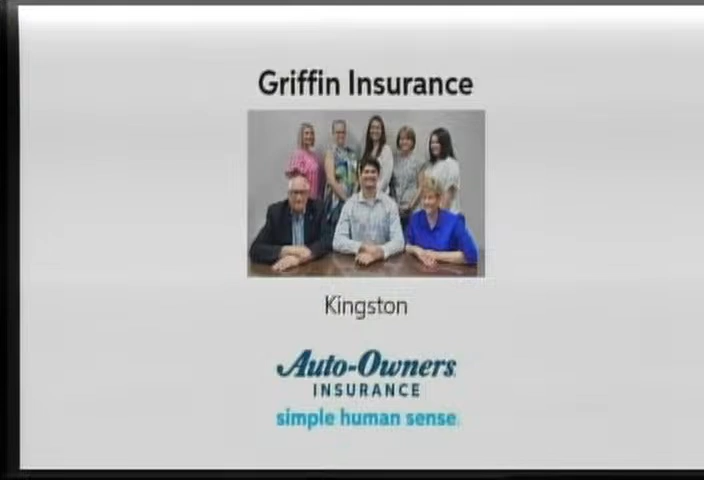 Griffin Insurance
Kingston
Auto-Owners
INSURANCE
simple human sense.